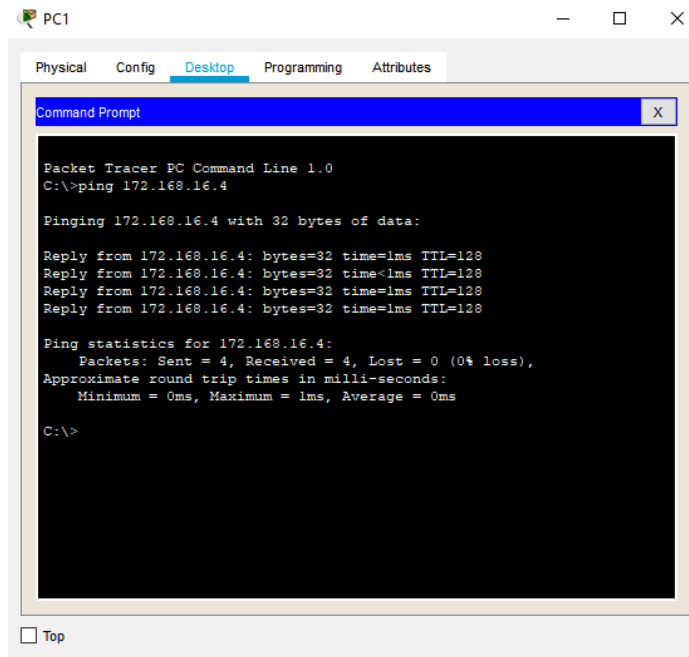 PC1
Physical Config Desktop Programming Attributes
Command Prompt X
Packet Tracer PC Command Line 1.0
C:\>ping 172.168.16.4
Pinging 172.168.16.4 with 32 bytes of data:
Reply from 172.168.16.4: bytes=32 time=1ms TTL=128
Reply from 172.168.16.4: bytes=32 time<1ms TTL=128
Reply from 172.168.16.4: bytes=32 time=1ms TTL=128
Reply from 172.168.16.4: bytes=32 time=1ms TTL=128
Ping statistics for 172.168.16.4:
Packets: Sent = 4, Received = 4, Lost = 0 (0% loss),
Approximate round trip times in milli-seconds:
Minimum = 0ms, Maximum = 1ms, Average = 0ms
C:\>
Top